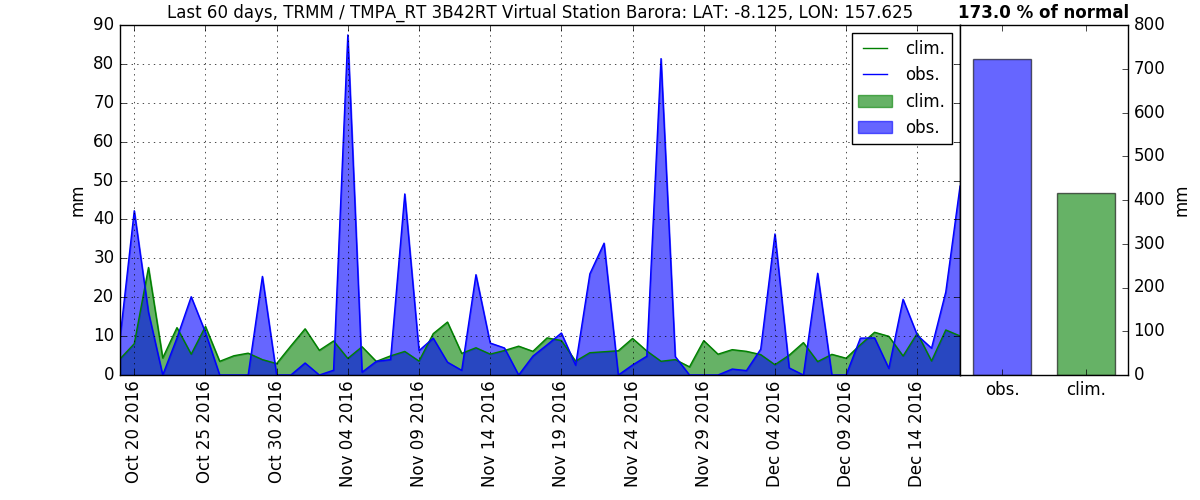 Last 60 days, TRMM / TMPA_RT 3B42RT Virtual Station Barora: LAT: -8.125, LON: 157.625
173.0 % of normal
90
80
70
60
50
40
30
20
10
0
mm
clim.
obs.
clim.
obs.
Oct 20 2016
Oct 25 2016
Oct 30 2016
Nov 04 2016
Nov 09 2016
Nov 14 2016
Nov 19 2016
Nov 24 2016
Nov 29 2016
Dec 04 2016
Dec 09 2016
Dec 14 2016
800
700
600
500
400
300
200
100
0
mm
obs.
clim.